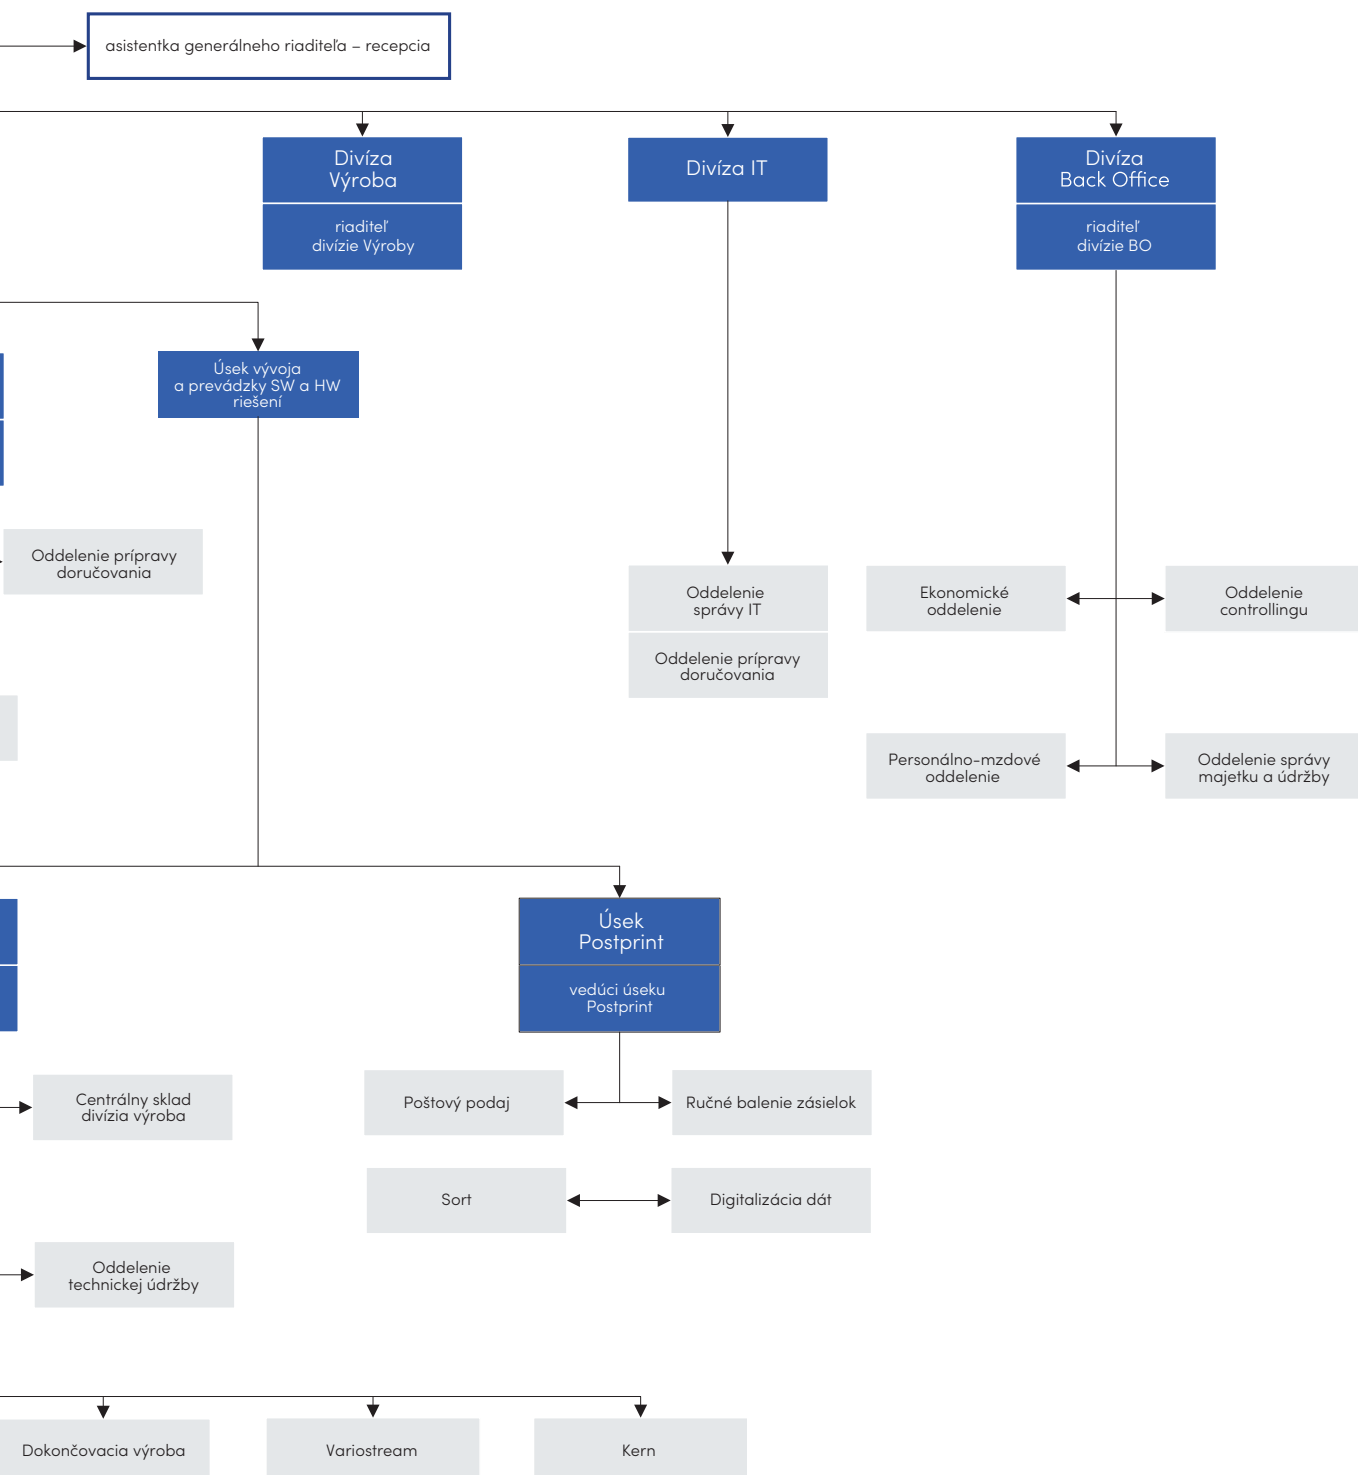 asistentka generálneho riaditeľa – recepcia
Divíza
Výroba
riaditeľ
divízie Výroby
Divíza IT
Divíza
Back Office
riaditeľ
divízie BO
Úsek vývoja
a prevádzky SW a HW
riešení
Oddelenie prípravy
doručovania
Oddelenie
správy IT
Oddelenie prípravy
doručovania
Ekonomické
oddelenie
Oddelenie
controllingu
Personálno-mzdové
oddelenie
Oddelenie správy
majetku a údržby
Úsek
Postprint
vedúci úseku
Postprint
Centrálny sklad
divízia výroba
Poštový podaj
Ručné balenie zásielok
Sort
Digitalizácia dát
Oddelenie
technickej údržby
Dokončovacia výroba
Variostream
Kern